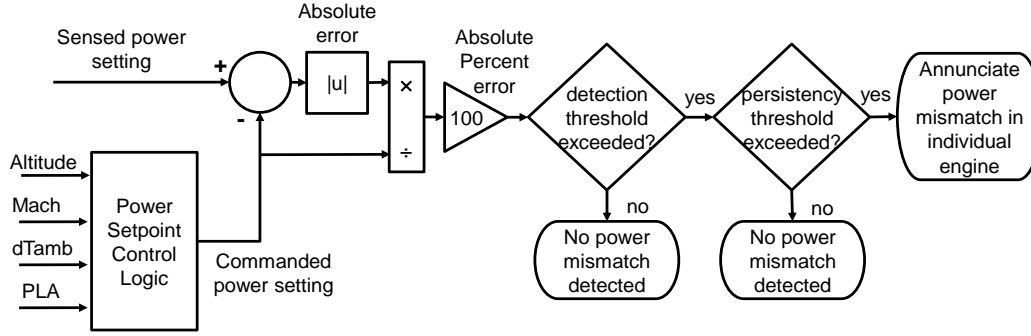 Absolute
error
Sensed power
setting
+
-
|u|
×
÷
Absolute
Percent
error
100
detection
threshold
exceeded?
yes
persistency
threshold
exceeded?
yes
Annunciate
power
mismatch in
individual
engine
no
No power
mismatch
detected
no
No power
mismatch
detected
Altitude
Mach
dTamb
PLA
Power
Setpoint
Control
Logic
Commanded
power setting